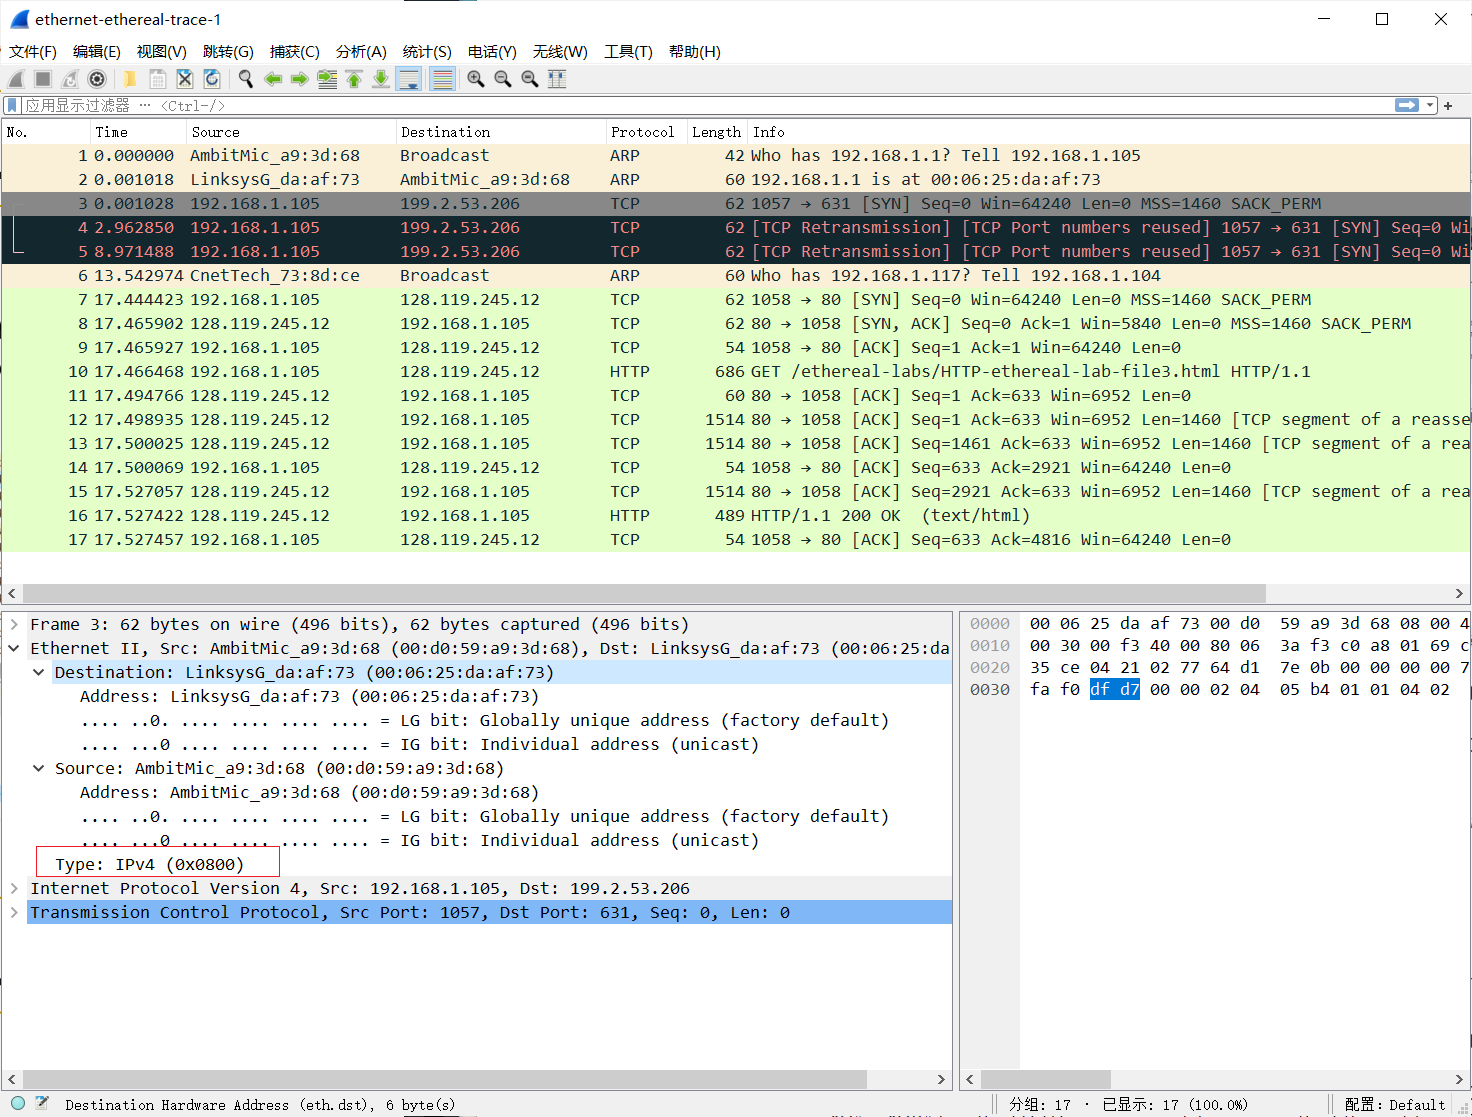 ethernet-ethereal-trace-1
文件(F) 编辑(E) 视图(V) 跳转(G) 捕获(C) 分析(A) 统计(S) 电话(Y) 无线(W) 工具(T) 帮助(H)
应用显示过滤器 … <Ctrl-/>
No. Time Source Destination Protocol Length Info
1 0.000000 AmbitMic_a9:3d:68 Broadcast ARP 42 Who has 192.168.1.1? Tell 192.168.1.105
2 0.001018 LinksysG_da:af:73 AmbitMic_a9:3d:68 ARP 60 192.168.1.1 is at 00:06:25:da:af:73
3 0.001028 192.168.1.105 199.2.53.206 TCP 62 1057 → 631 [SYN] Seq=0 Win=64240 Len=0 MSS=1460 SACK_PERM
4 2.962850 192.168.1.105 199.2.53.206 TCP 62 [TCP Retransmission] [TCP Port numbers reused] 1057 → 631 [SYN] Seq=0 Wi
5 8.971488 192.168.1.105 199.2.53.206 TCP 62 [TCP Retransmission] [TCP Port numbers reused] 1057 → 631 [SYN] Seq=0 Wi
6 13.542974 CnetTech_73:8d:ce Broadcast ARP 60 Who has 192.168.1.117? Tell 192.168.1.104
7 17.444423 192.168.1.105 128.119.245.12 TCP 62 1058 → 80 [SYN] Seq=0 Win=64240 Len=0 MSS=1460 SACK_PERM
8 17.465902 128.119.245.12 192.168.1.105 TCP 62 80 → 1058 [SYN, ACK] Seq=0 Ack=1 Win=5840 Len=0 MSS=1460 SACK_PERM
9 17.465927 192.168.1.105 128.119.245.12 TCP 54 1058 → 80 [ACK] Seq=1 Ack=1 Win=64240 Len=0
10 17.466468 192.168.1.105 128.119.245.12 HTTP 686 GET /ethereal-labs/HTTP-ethereal-lab-file3.html HTTP/1.1
11 17.494766 128.119.245.12 192.168.1.105 TCP 60 80 → 1058 [ACK] Seq=1 Ack=633 Win=6952 Len=0
12 17.498935 128.119.245.12 192.168.1.105 TCP 1514 80 → 1058 [ACK] Seq=1 Ack=633 Win=6952 Len=1460 [TCP segment of a reasse
13 17.500025 128.119.245.12 192.168.1.105 TCP 1514 80 → 1058 [ACK] Seq=1461 Ack=633 Win=6952 Len=1460 [TCP segment of a rea
14 17.500069 192.168.1.105 128.119.245.12 TCP 54 1058 → 80 [ACK] Seq=633 Ack=2921 Win=64240 Len=0
15 17.527057 128.119.245.12 192.168.1.105 TCP 1514 80 → 1058 [ACK] Seq=2921 Ack=633 Win=6952 Len=1460 [TCP segment of a rea
16 17.527422 128.119.245.12 192.168.1.105 HTTP 489 HTTP/1.1 200 OK (text/html)
17 17.527457 192.168.1.105 128.119.245.12 TCP 54 1058 → 80 [ACK] Seq=633 Ack=4816 Win=64240 Len=0
Frame 3: 62 bytes on wire (496 bits), 62 bytes captured (496 bits)
Ethernet II, Src: AmbitMic_a9:3d:68 (00:d0:59:a9:3d:68), Dst: LinksysG_da:af:73 (00:06:25:da
Destination: LinksysG_da:af:73 (00:06:25:da:af:73)
Address: LinksysG_da:af:73 (00:06:25:da:af:73)
.... ..0. .... .... .... .... = LG bit: Globally unique address (factory default)
.... ...0 .... .... .... .... = IG bit: Individual address (unicast)
Source: AmbitMic_a9:3d:68 (00:d0:59:a9:3d:68)
Address: AmbitMic_a9:3d:68 (00:d0:59:a9:3d:68)
.... ..0. .... .... .... .... = LG bit: Globally unique address (factory default)
.... ...0 .... .... .... .... = IG bit: Individual address (unicast)
Type: IPv4 (0x0800)
Internet Protocol Version 4, Src: 192.168.1.105, Dst: 199.2.53.206
Transmission Control Protocol, Src Port: 1057, Dst Port: 631, Seq: 0, Len: 0
0000 00 06 25 da af 73 00 d0 59 a9 3d 68 08 00 4
0010 00 30 00 f3 40 00 80 06 3a f3 c0 a8 01 69 c
0020 35 ce 04 21 02 77 64 d1 7e 0b 00 00 00 00 7
0030 fa f0 df d7 00 00 02 04 05 b4 01 01 04 02
Destination Hardware Address (eth.dst), 6 byte(s)
分组: 17 · 已显示: 17 (100.0%)
配置: Default